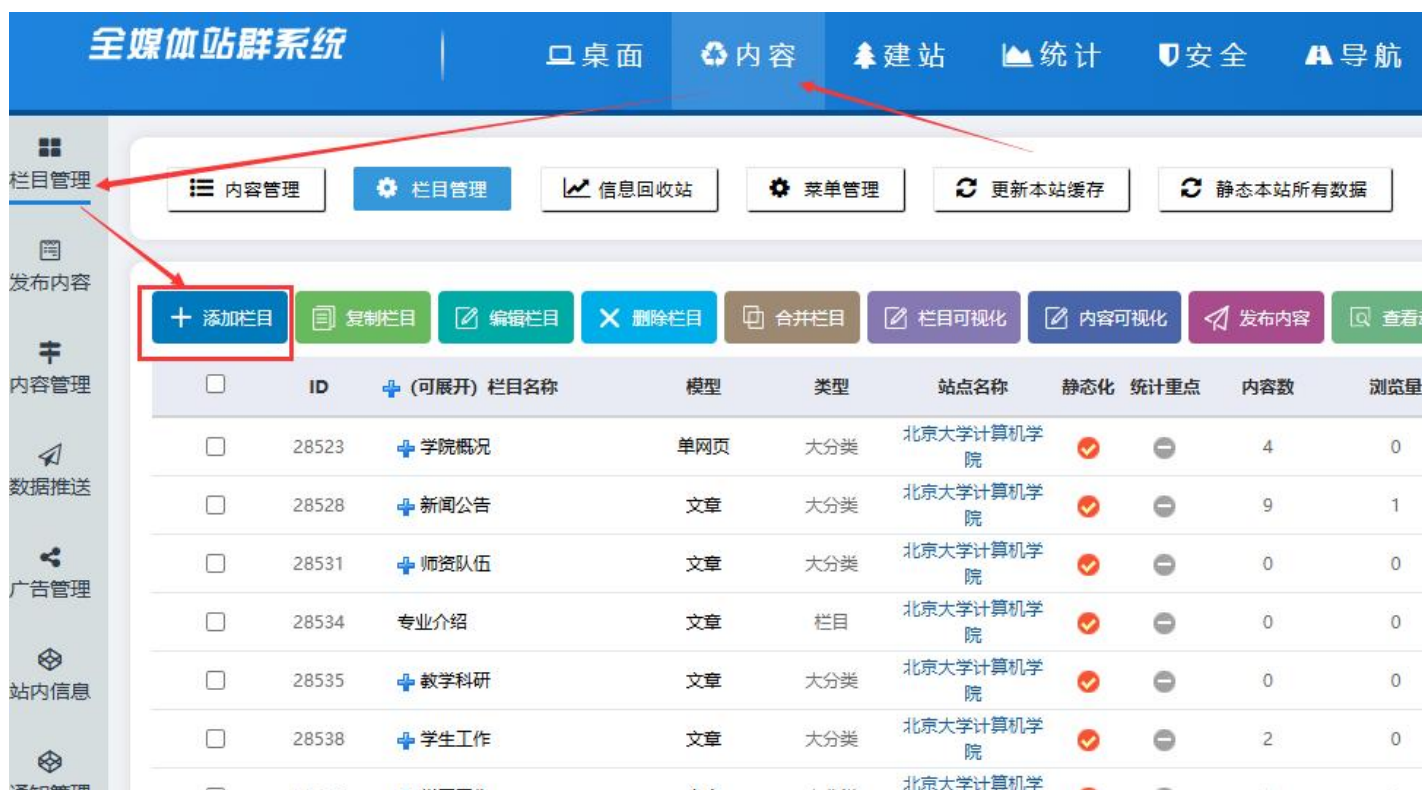 全媒体站群系统
桌面
内容
建站
统计
安全
导航
栏目管理
发布内容
内容管理
数据推送
广告管理
站内信息
内容管理
栏目管理
信息回收站
菜单管理
更新本站缓存
静态本站所有数据
添加栏目
复制栏目
编辑栏目
删除栏目
合并栏目
栏目可视化
内容可视化
发布内容
查看
ID (可展开) 栏目名称 模型 类型 站点名称 静态化 统计重点 内容数 浏览量
28523 学院概况 单网页 大分类 北京大学计算机学 4 0
院
28528 新闻公告 文章 大分类 北京大学计算机学 9 1
院
28531 师资队伍 文章 大分类 北京大学计算机学 0 0
院
28534 专业介绍 文章 栏目 北京大学计算机学 0 0
院
28535 教学科研 文章 大分类 北京大学计算机学 0 0
院
28538 学生工作 文章 大分类 北京大学计算机学 2 0
院
北京大学计算机学